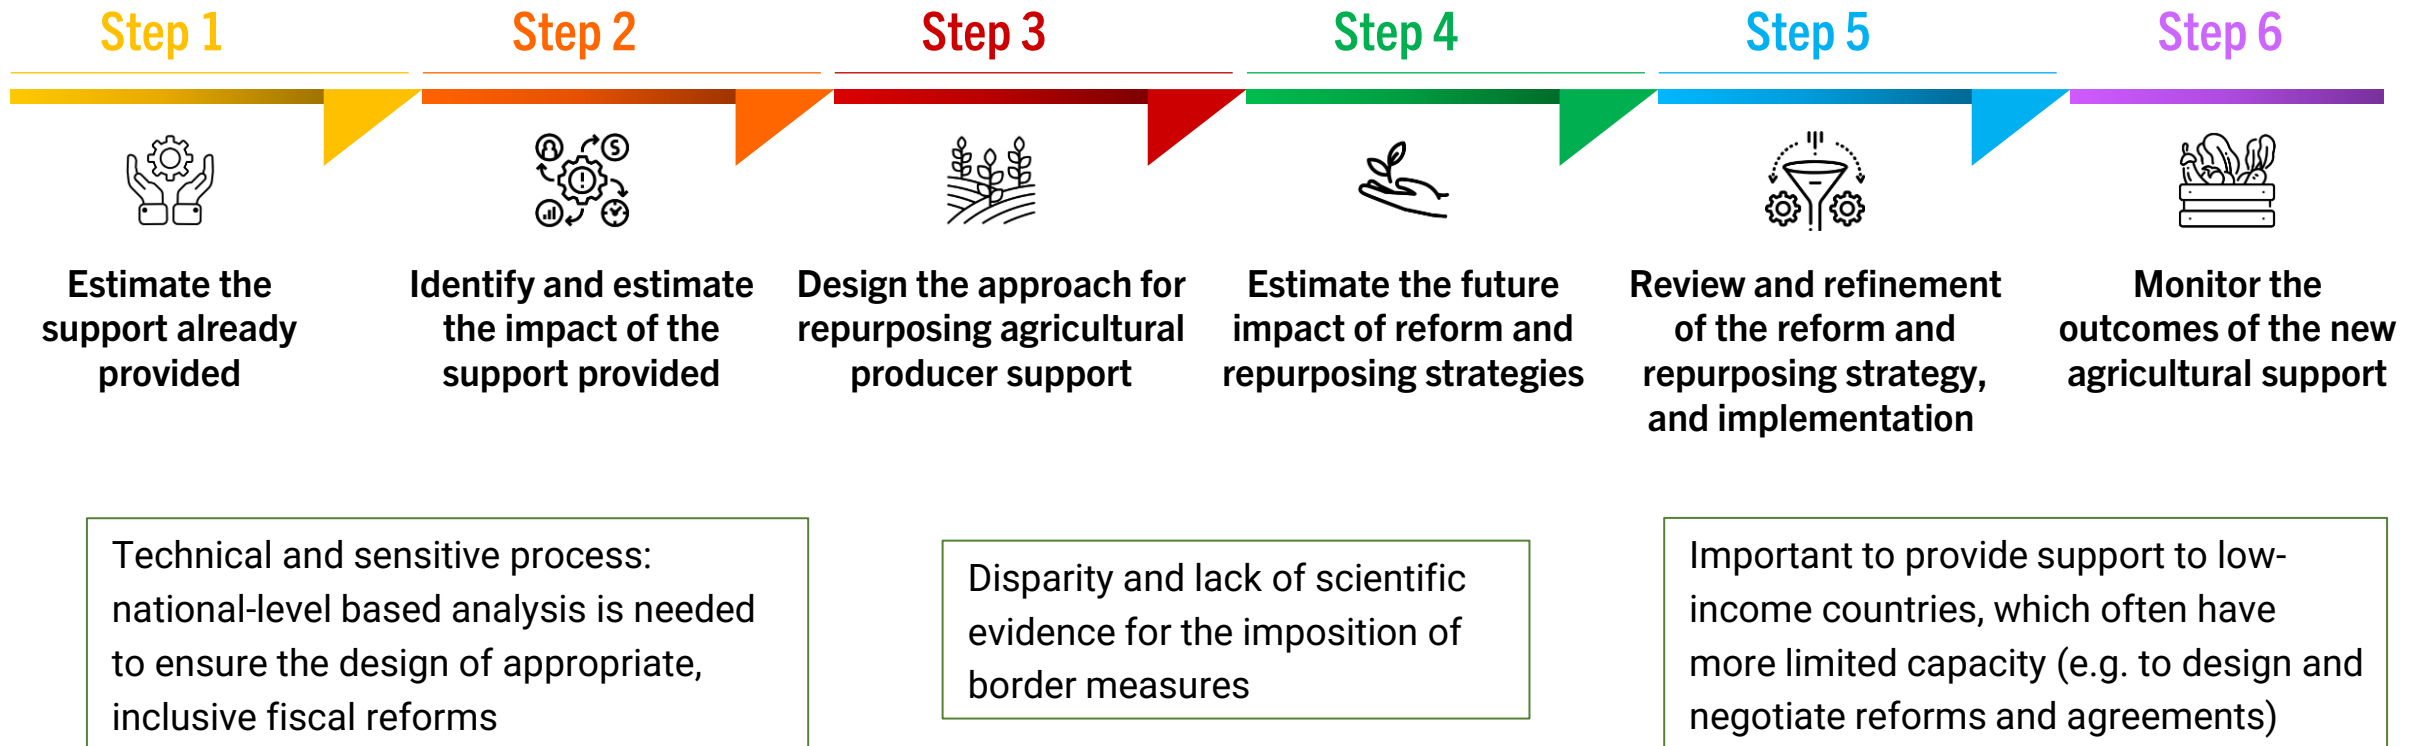 Step 1
Step 2
Step 3
Step 4
Step 5
Step 6
Estimate the
support already
provided
Identify and estimate
the impact of the
support provided
Design the approach for
repurposing agricultural
producer support
Estimate the future
impact of reform and
repurposing strategies
Review and refinement
of the reform and
repurposing strategy,
and implementation
Monitor the
outcomes of the new
agricultural support
Technical and sensitive process:
national-level based analysis is needed
to ensure the design of appropriate,
inclusive fiscal reforms
Disparity and lack of scientific
evidence for the imposition of
border measures
Important to provide support to low-
income countries, which often have
more limited capacity (e.g. to design and
negotiate reforms and agreements)